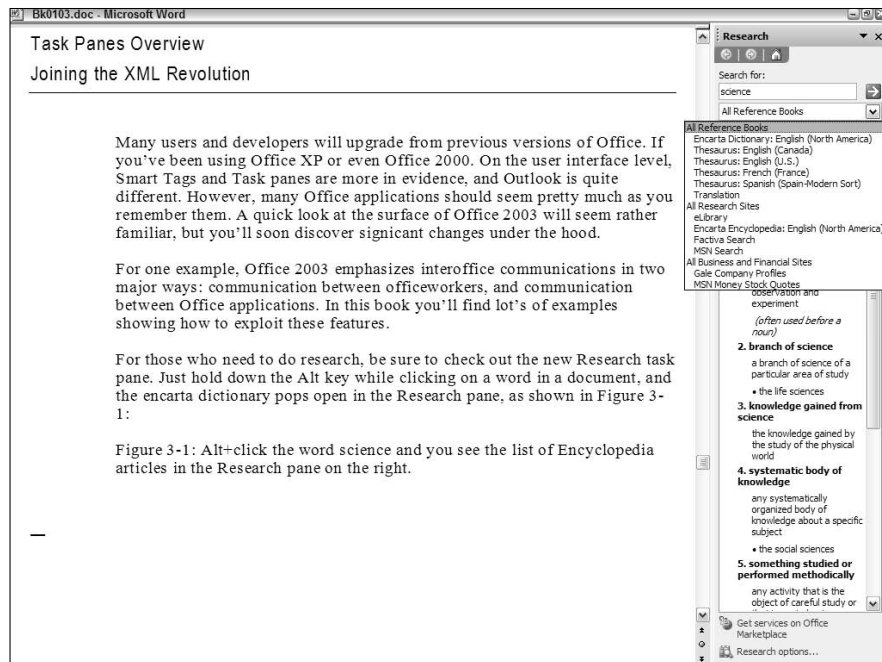 Bk0103.doc - Microsoft Word
Task Panes Overview
Joining the XML Revolution
Many users and developers will upgrade from previous versions of Office. If
you've been using Office XP or even Office 2000. On the user interface level,
Smart Tags and Task panes are more in evidence, and Outlook is quite
different. However, many Office applications should seem pretty much as you
remember them. A quick look at the surface of Office 2003 will seem rather
familiar, but you'll soon discover signicant changes under the hood.
For one example, Office 2003 emphasizes interoffice communications in two
major ways: communication between officeworkers, and communication
between Office applications. In this book you'll find lot's of examples
showing how to exploit these features.
For those who need to do research, be sure to check out the new Research task
pane. Just hold down the Alt key while clicking on a word in a document, and
the encarta dictionary pops open in the Research pane, as shown in Figure 3-
1:
Figure 3-1: Alt+click the word science and you see the list of Encyclopedia
articles in the Research pane on the right.
Research
Search for:
science
All Reference Books
All Reference Books
Encarta Dictionary: English (North America)
Thesaurus: English (Canada)
Thesaurus: English (U.S.)
Thesaurus: French (France)
Thesaurus: Spanish (Spain-Modern Sort)
Translation
All Research Sites
eLibrary
Encarta Encyclopedia: English (North America)
Factiva Search
MSN Search
All Business and Financial Sites
Gale Company Profiles
MSN Money Stock Quotes
observation and
experiment
(often used before a
noun)
2. branch of science
a branch of science of a
particular area of study
• the life sciences
3. knowledge gained from
science
the knowledge gained by
the study of the physical
world
4. systematic body of
knowledge
any systematically
organized body of
knowledge about a specific
subject
• the social sciences
5. something studied or
performed methodically
any activity that is the
object of careful study or
Get services on Office
Marketplace
Research options...